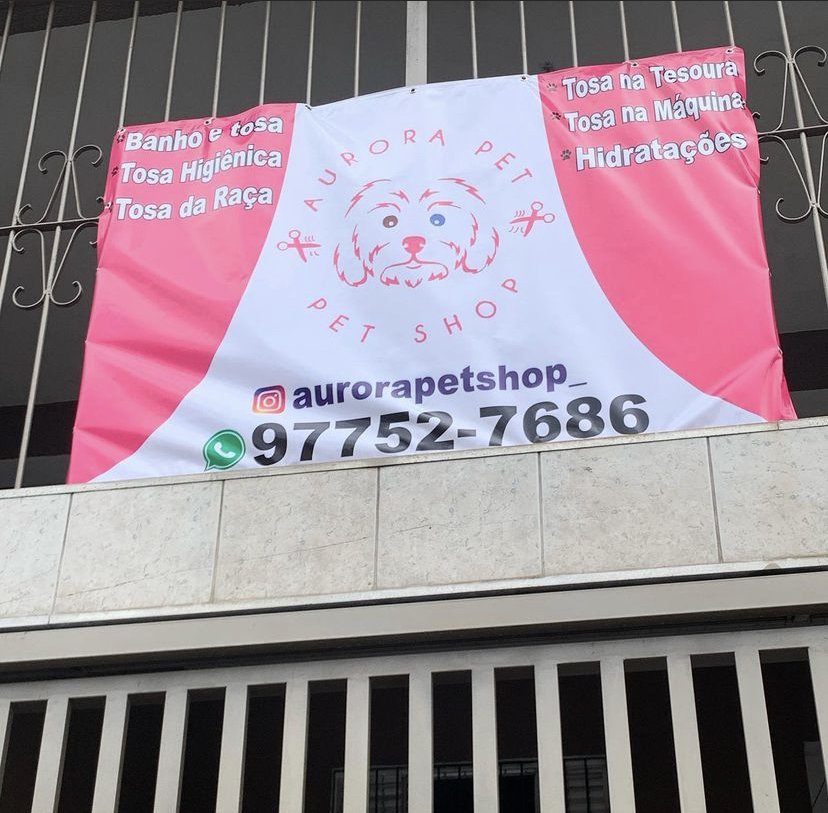 Banho e tosa
Tosa Higiênica
Tosa da Raça
AURORA PET
PET SHOP
Tosa na Tesoura
Tosa na Máquina
Hidratações
aurorapetshop_
97752-7686